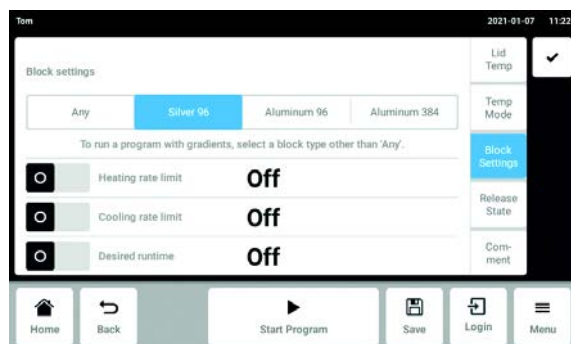 Tom 2021-01-07 11:22
Block settings
Any Silver 96 Aluminum 96 Aluminum 384
To run a program with gradients, select a block type other than 'Any'.
Heating rate limit Off
Cooling rate limit Off
Desired runtime Off
Lid
Temp
Temp
Mode
Block
Settings
Release
State
Com-
ment
Home Back Start Program Save Login Menu